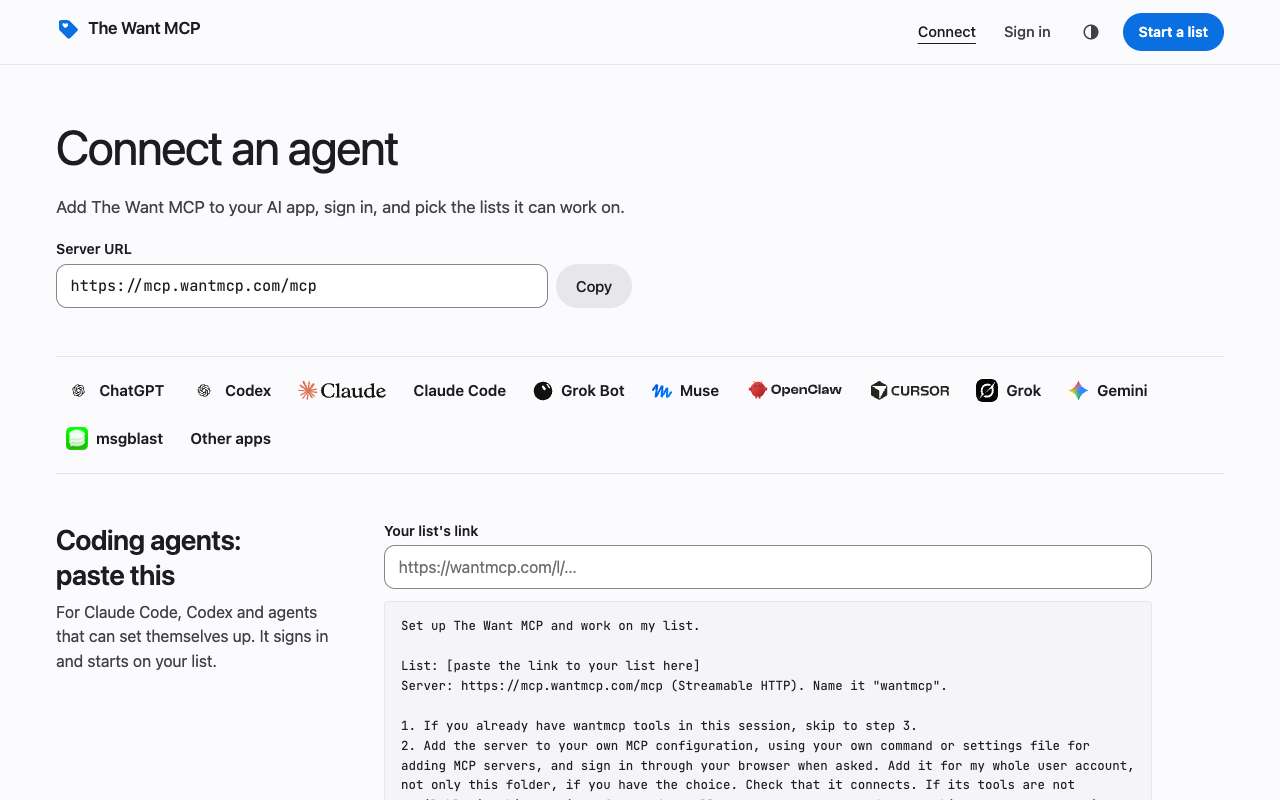 The Want MCP
Connect
Sign in
Start a list
Connect an agent
Add The Want MCP to your AI app, sign in, and pick the lists it can work on.
Server URL
https://mcp.wantmcp.com/mcp
Copy
ChatGPT
Codex
Claude
Claude Code
Grok Bot
Muse
OpenClaw
CURSOR
Grok
Gemini
msgblast
Other apps
Coding agents:
paste this
For Claude Code, Codex and agents
that can set themselves up. It signs in
and starts on your list.
Your list's link
https://wantmcp.com/l/...
Set up The Want MCP and work on my list.
List: [paste the link to your list here]
Server: https://mcp.wantmcp.com/mcp (Streamable HTTP). Name it "wantmcp".
1. If you already have wantmcp tools in this session, skip to step 3.
2. Add the server to your own MCP configuration, using your own command or settings file for
adding MCP servers, and sign in through your browser when asked. Add it for my whole user account,
not only this folder, if you have the choice. Check that it connects. If its tools are not